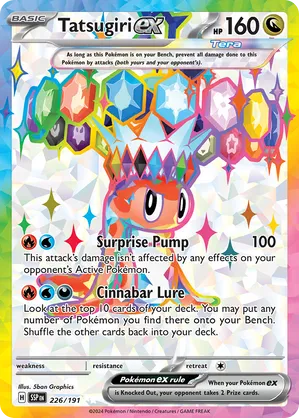 BASIC Tatsugiri ex HP 160
Tera
As long as this Pokémon is on your Bench, prevent all damage done to this
Pokémon by attacks (both yours and your opponent's).
Surprise Pump 100
This attack's damage isn't affected by any effects on your
opponent's Active Pokémon.
Cinnabar Lure
Look at the top 10 cards of your deck. You may put any
number of Pokémon you find there onto your Bench.
Shuffle the other cards back into your deck.
weakness resistance retreat
Pokémon ex rule When your Pokémon ex
is Knocked Out, your opponent takes 2 Prize cards.
Illus. 5ban Graphics
H SSP EN 226/191
©2024 Pokémon / Nintendo / Creatures / GAME FREAK